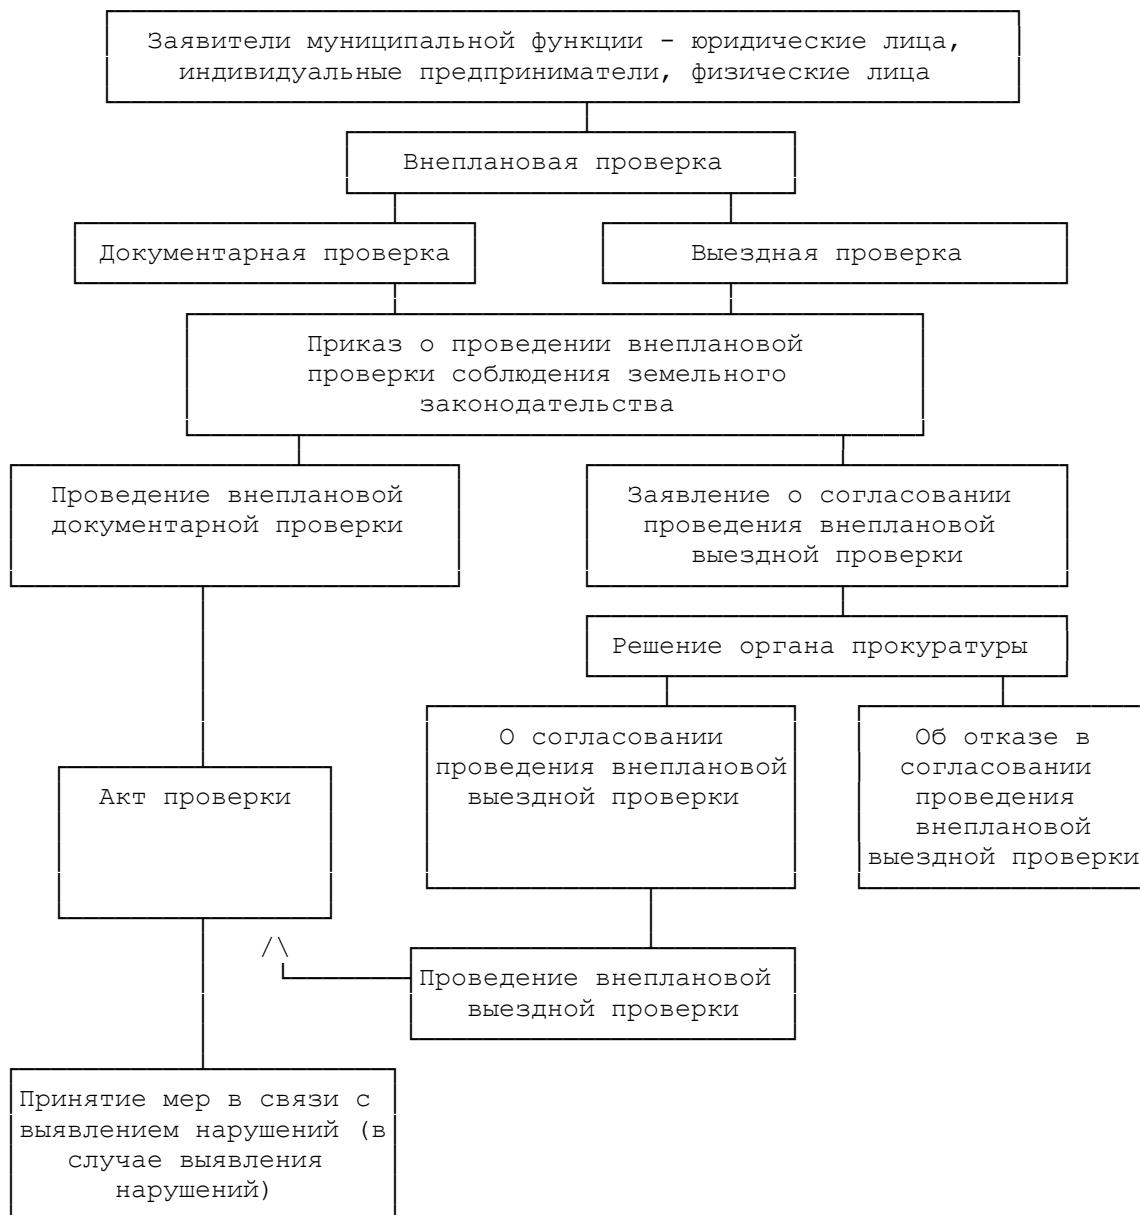 Заявители муниципальной функции - юридические лица,
индивидуальные предприниматели, физические лица
Внеплановая проверка
Документарная проверка
Выездная проверка
Приказ о проведении внеплановой
проверки соблюдения земельного
законодательства
Проведение внеплановой
документарной проверки
Заявление о согласовании
проведения внеплановой
выездной проверки
Решение органа прокуратуры
О согласовании
проведения внеплановой
выездной проверки
Об отказе в
согласовании
проведения
внеплановой
выездной проверки
Акт проверки
/\
Проведение внеплановой
выездной проверки
Принятие мер в связи с
выявлением нарушений (в
случае выявления
нарушений)